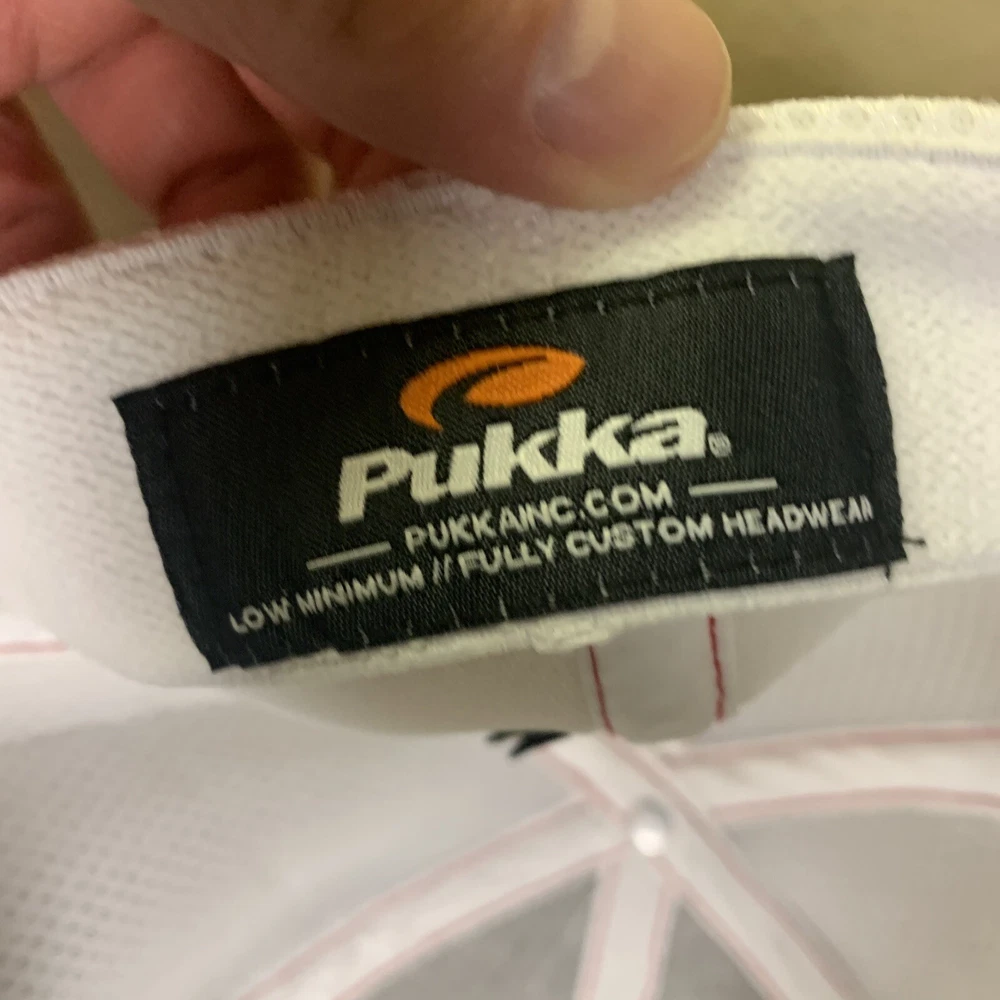 Pukka®
PUKKAINC.COM
LOW MINIMUM // FULLY CUSTOM HEADWEAR